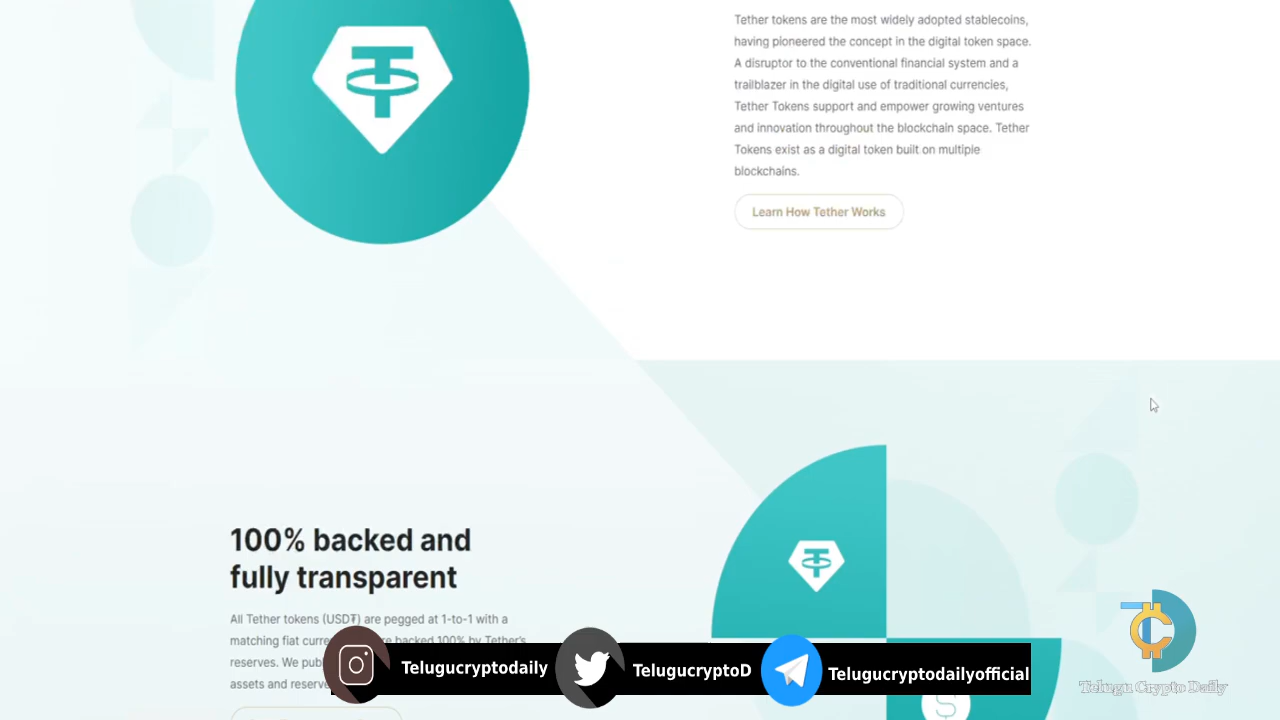 Tether tokens are the most widely adopted stablecoins,
having pioneered the concept in the digital token space.
A disruptor to the conventional financial system and a
trailblazer in the digital use of traditional currencies,
Tether Tokens support and empower growing ventures
and innovation throughout the blockchain space. Tether
Tokens exist as a digital token built on multiple
blockchains.
Learn How Tether Works
100% backed and
fully transparent
All Tether tokens (USD₮) are pegged at 1-to-1 with a
matching fiat curre re backed 100% by Tether's
reserves. We pub
assets and reserve
Telugucryptodaily
TelugucryptoD
Telugucryptodailyofficial
Telugu Crypto Daily